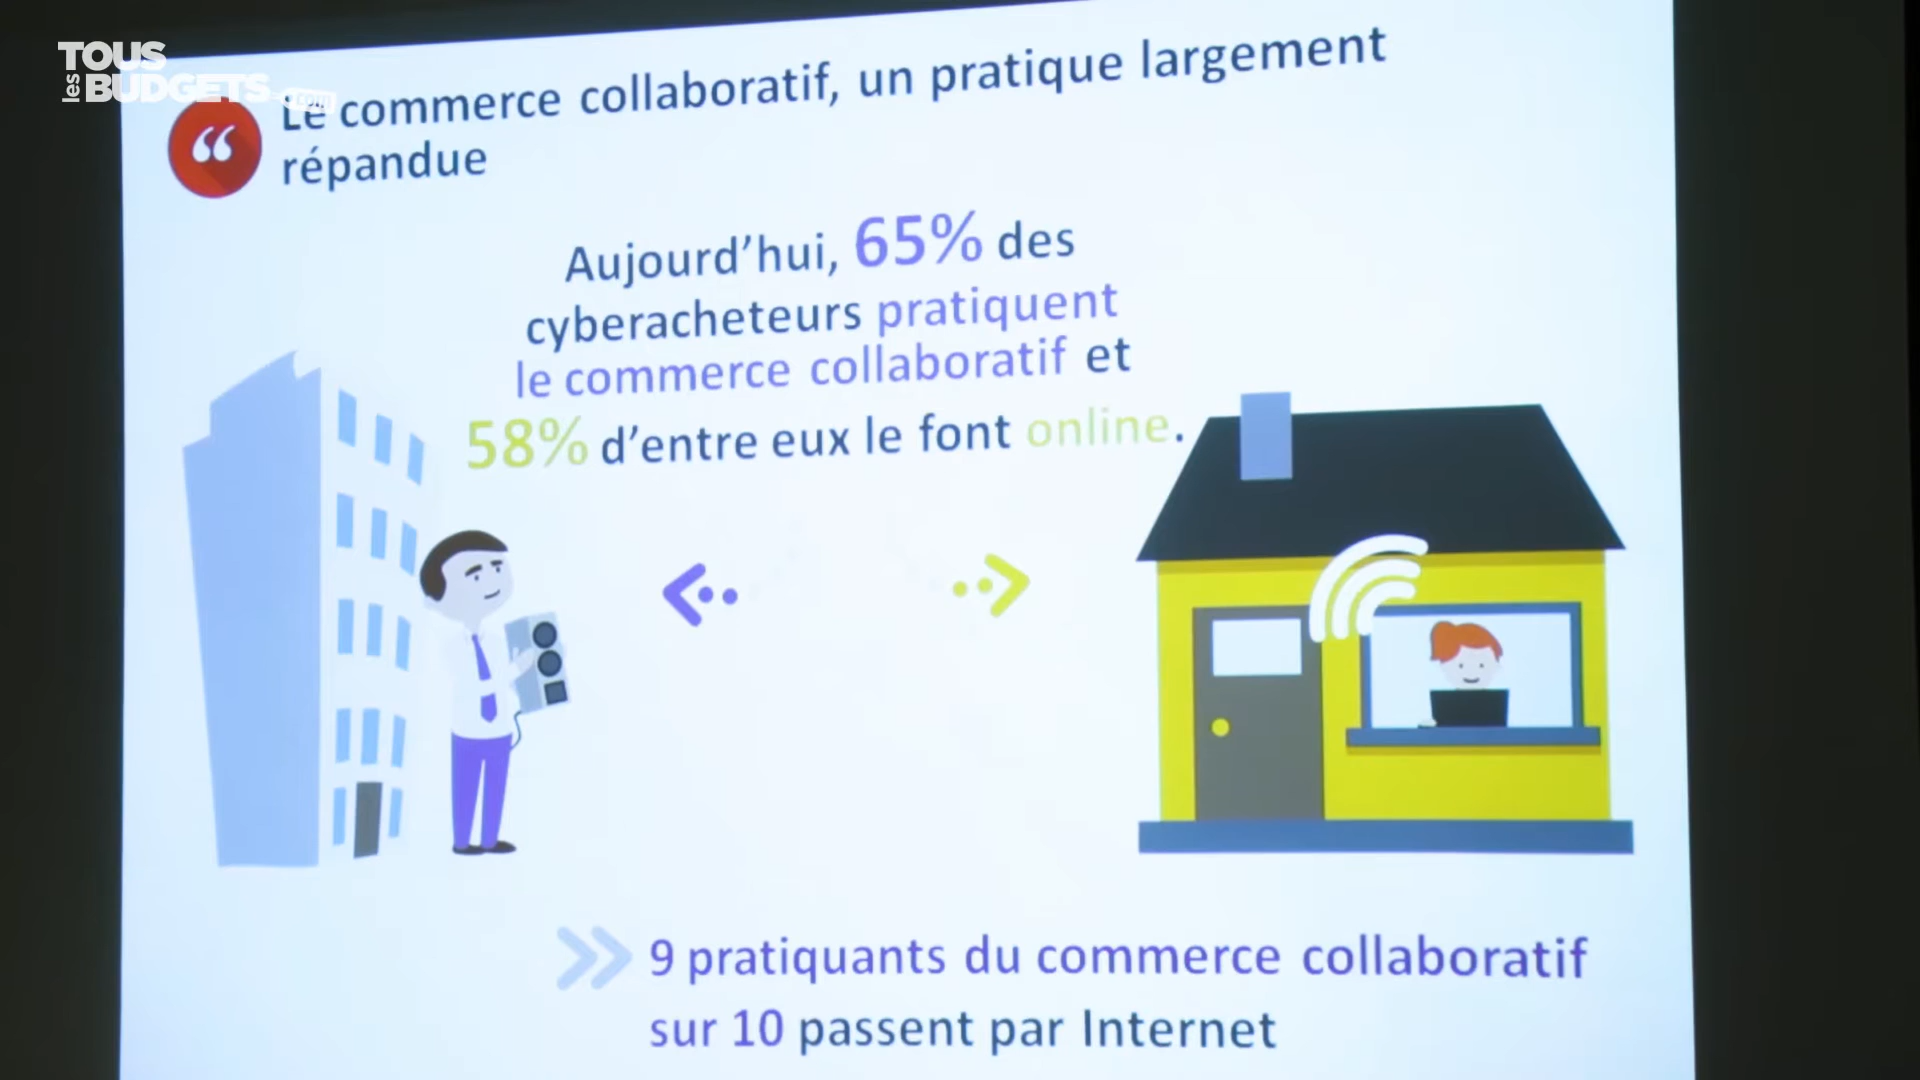 TOUS
les BUDGETS .com
Le commerce collaboratif, un pratique largement
répandue
Aujourd’hui, 65% des
cyberacheteurs pratiquent
le commerce collaboratif et
58% d’entre eux le font online.
9 pratiquants du commerce collaboratif
sur 10 passent par Internet